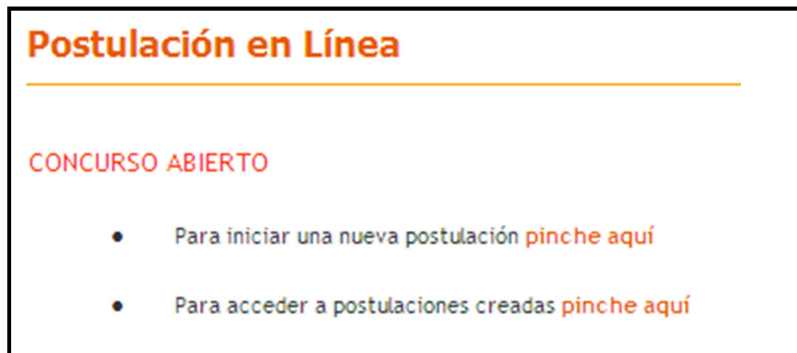 Postulación en Línea
CONCURSO ABIERTO
• Para iniciar una nueva postulación pinche aquí
• Para acceder a postulaciones creadas pinche aquí